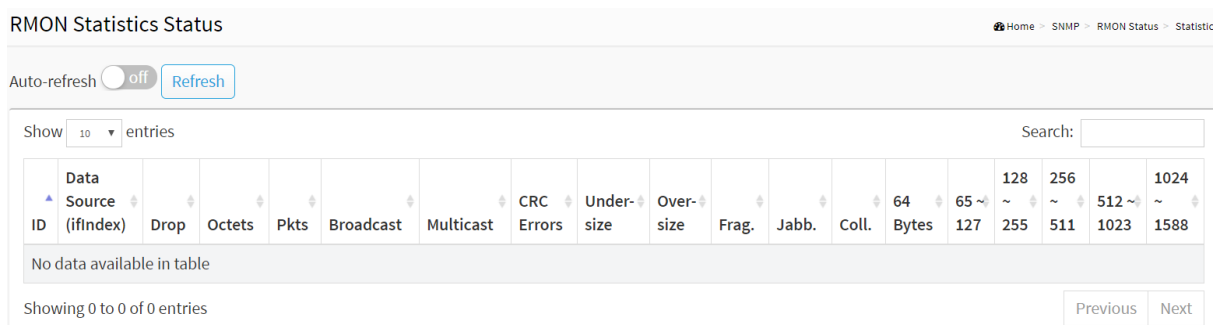 RMON Statistics Status
Home > SNMP > RMON Status > Statistic
Auto-refresh off Refresh
Show 10 entries
Search:
ID
Data Source (ifIndex)
Drop
Octets
Pkts
Broadcast
Multicast
CRC Errors
Under-size
Over-size
Frag.
Jabb.
Coll.
64 Bytes
65 ~ 127
128 ~ 255
256 ~ 511
512 ~ 1023
1024 ~ 1588
No data available in table
Showing 0 to 0 of 0 entries
Previous Next